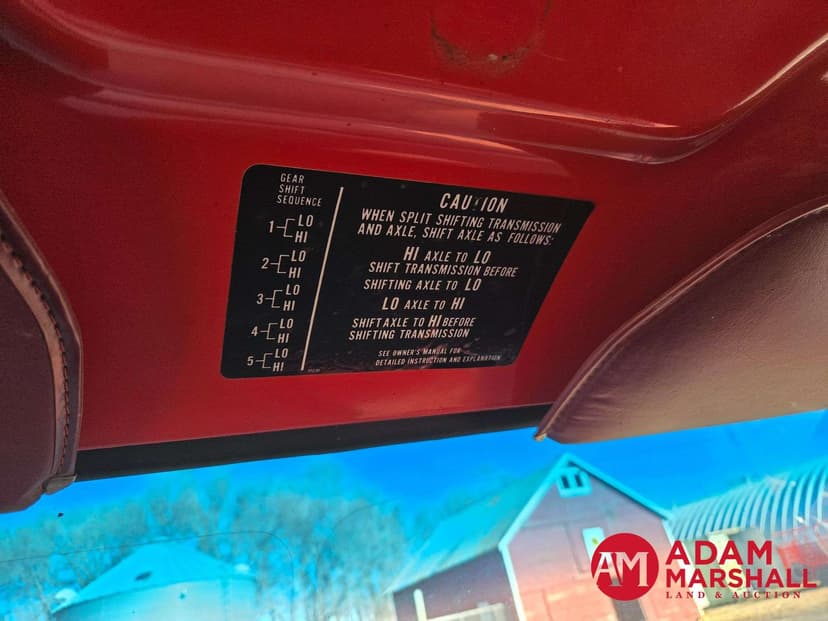 GEAR
SHIFT
SEQUENCE
1 LO
HI
2 LO
HI
3 LO
HI
4 LO
HI
5 LO
HI
CAUTION
WHEN SPLIT SHIFTING TRANSMISSION
AND AXLE, SHIFT AXLE AS FOLLOWS:
HI AXLE TO LO
SHIFT TRANSMISSION BEFORE
SHIFTING AXLE TO LO
LO AXLE TO HI
SHIFT AXLE TO HI BEFORE
SHIFTING TRANSMISSION
SEE OWNER'S MANUAL FOR
DETAILED INSTRUCTION AND EXPLANATION
AM
ADAM
MARSHALL
LAND & AUCTION